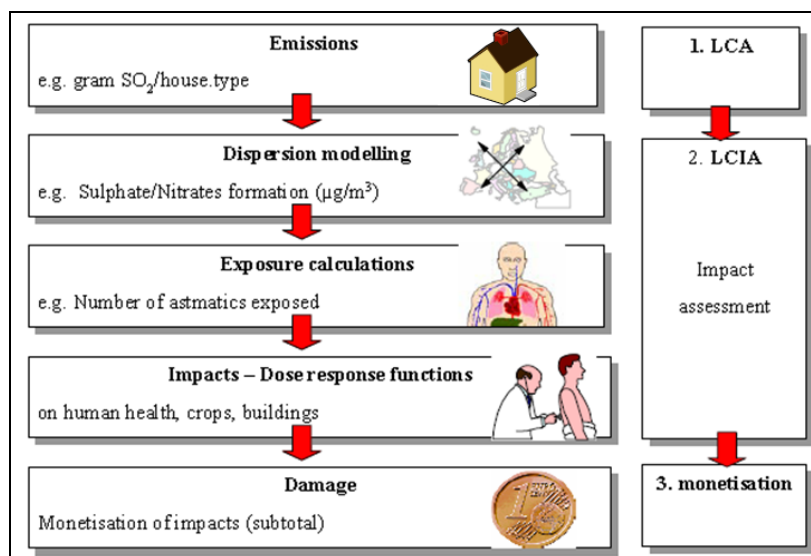 Emissions
e.g. gram SO₂/house.type
Dispersion modelling
e.g. Sulphate/Nitrates formation (μg/m³)
Exposure calculations
e.g. Number of astmatics exposed
Impacts – Dose response functions
on human health, crops, buildings
Damage
Monetisation of impacts (subtotal)
1
1. LCA
2. LCIA
Impact
assessment
3. monetisation